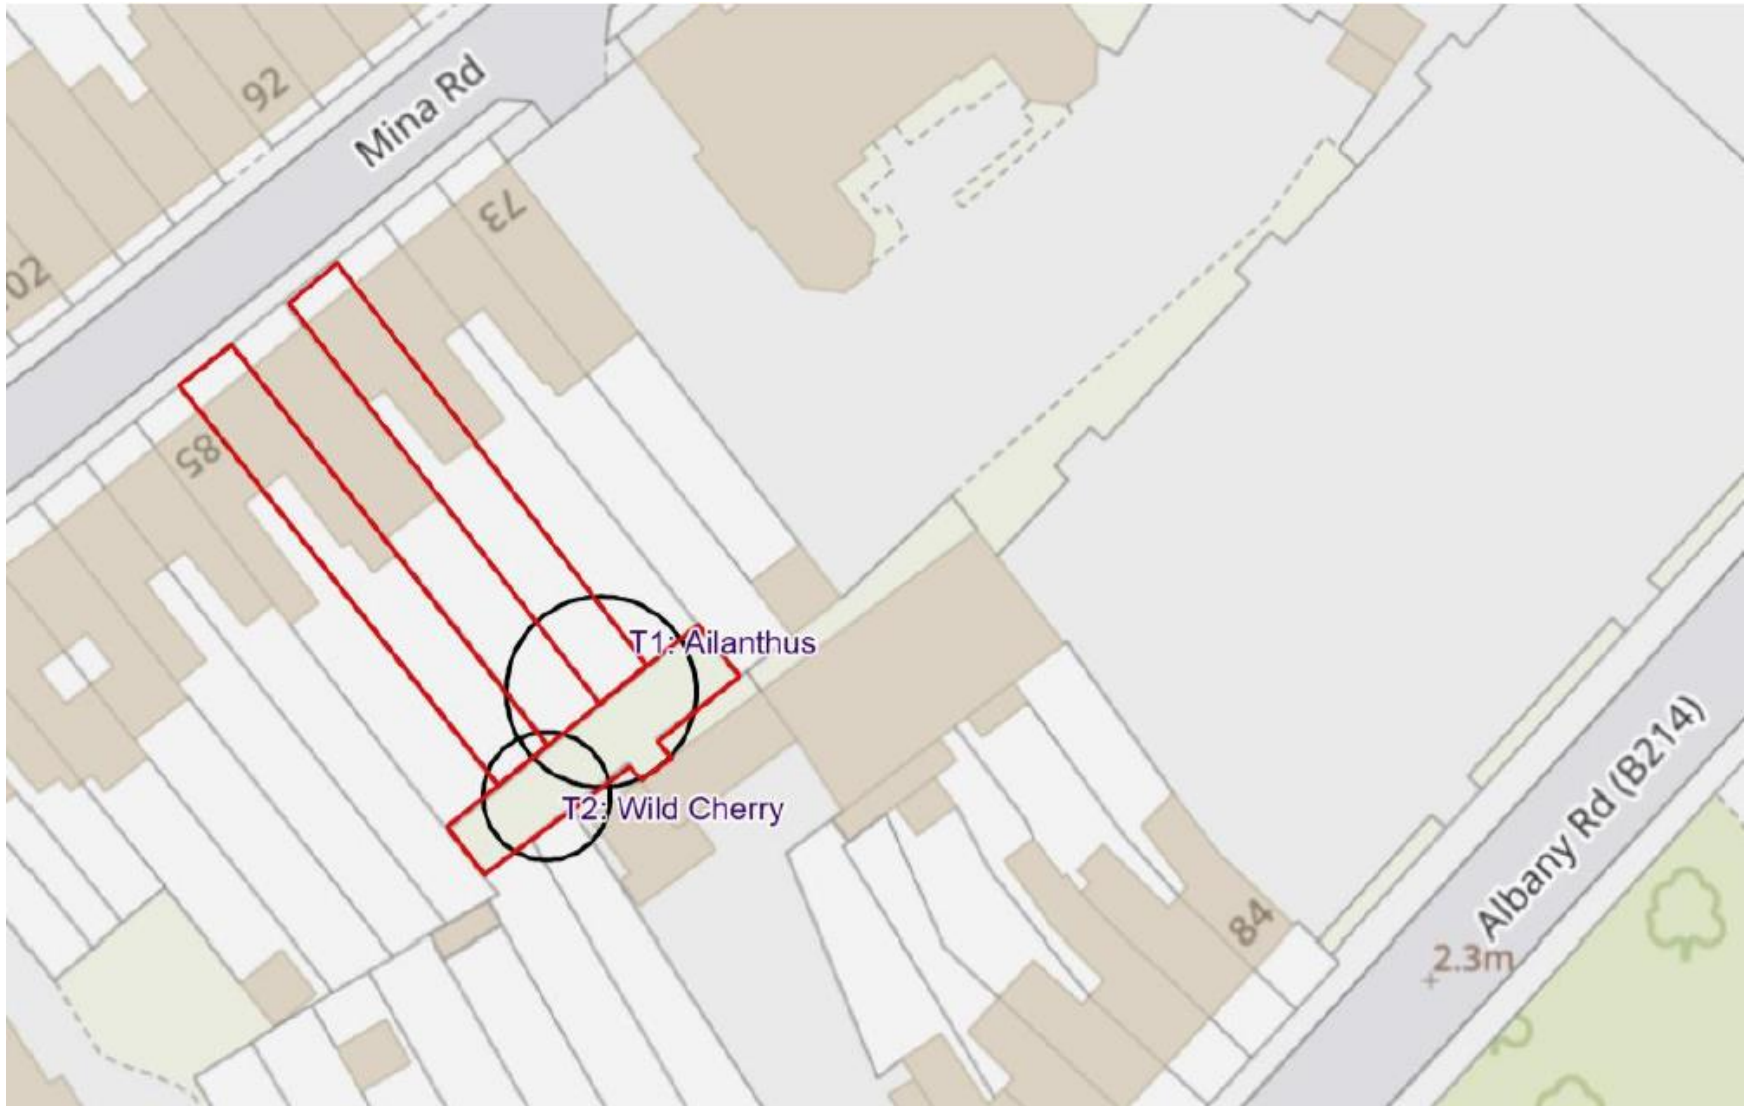 92
Mina Rd
73
02
85
T1: Ailanthus
T2: Wild Cherry
84
Albany Rd (B214)
2.3m